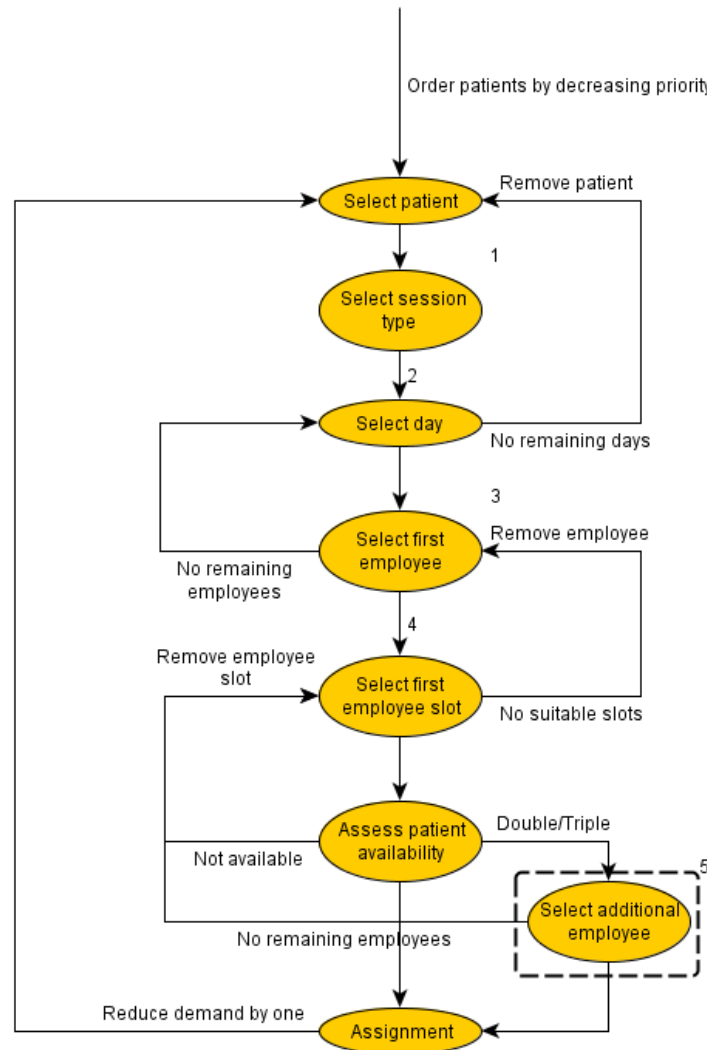 Order patients by decreasing priority
Remove patient
Select patient
1
Select session
type
2
Select day
No remaining days
3
Remove employee
Select first
employee
No remaining
employees
4
Remove employee
slot
Select first
employee slot
No suitable slots
Double/Triple
Assess patient
availability
Not available
5
Select additional
employee
No remaining employees
Reduce demand by one
Assignment